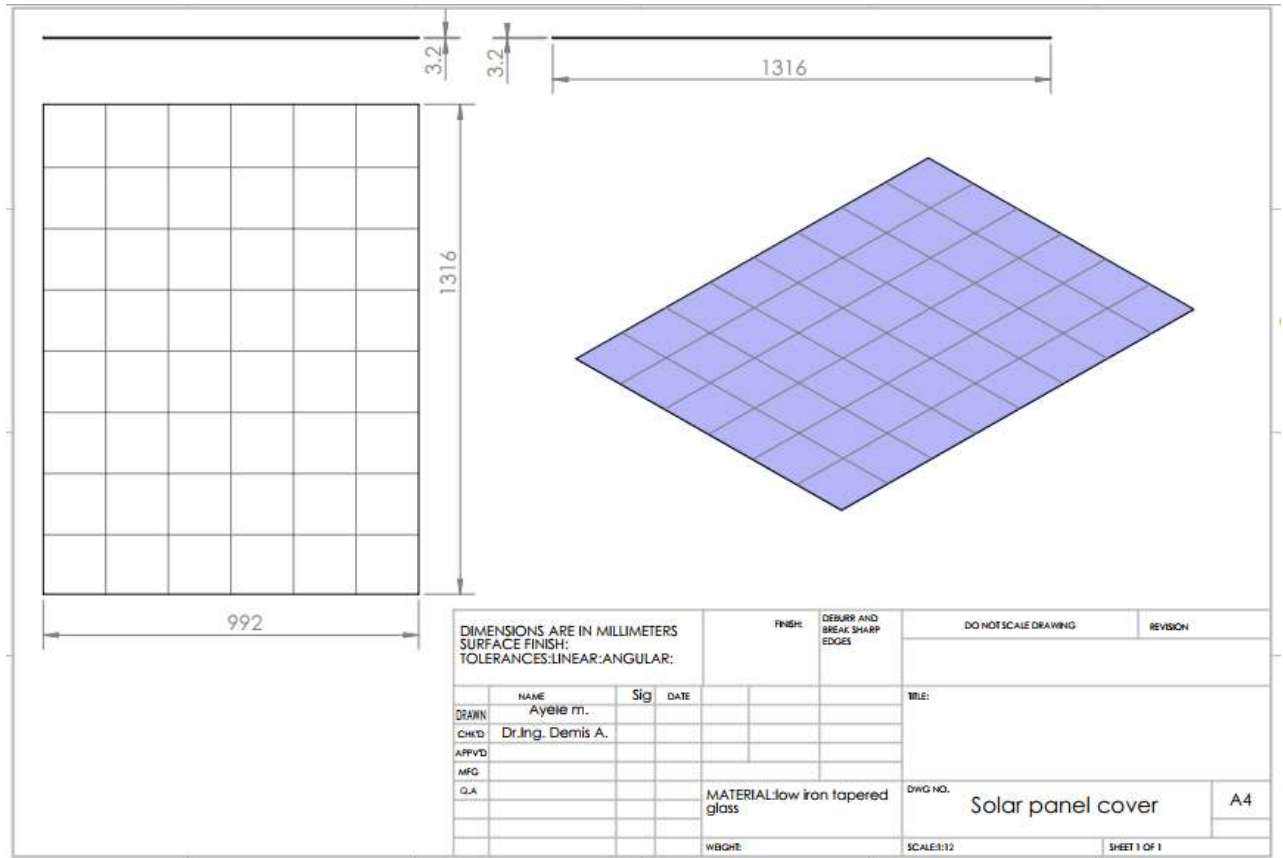 3.2
3.2
1316
1316
992
DIMENSIONS ARE IN MILLIMETERS
SURFACE FINISH:
TOLERANCES:LINEAR:ANGULAR:
FINISH:
DEBURR AND
BREAK SHARP
EDGES
DO NOT SCALE DRAWING
REVISION
NAME
Sig
DATE
TITLE:
DRAWN
Ayele m.
CHK'D
Dr.Ing. Demis A.
APPV'D
MFG
Q.A
MATERIAL:low iron tapered
glass
DWG NO.
Solar panel cover
A4
WEIGHT:
SCALE:1:12
SHEET 1 OF 1